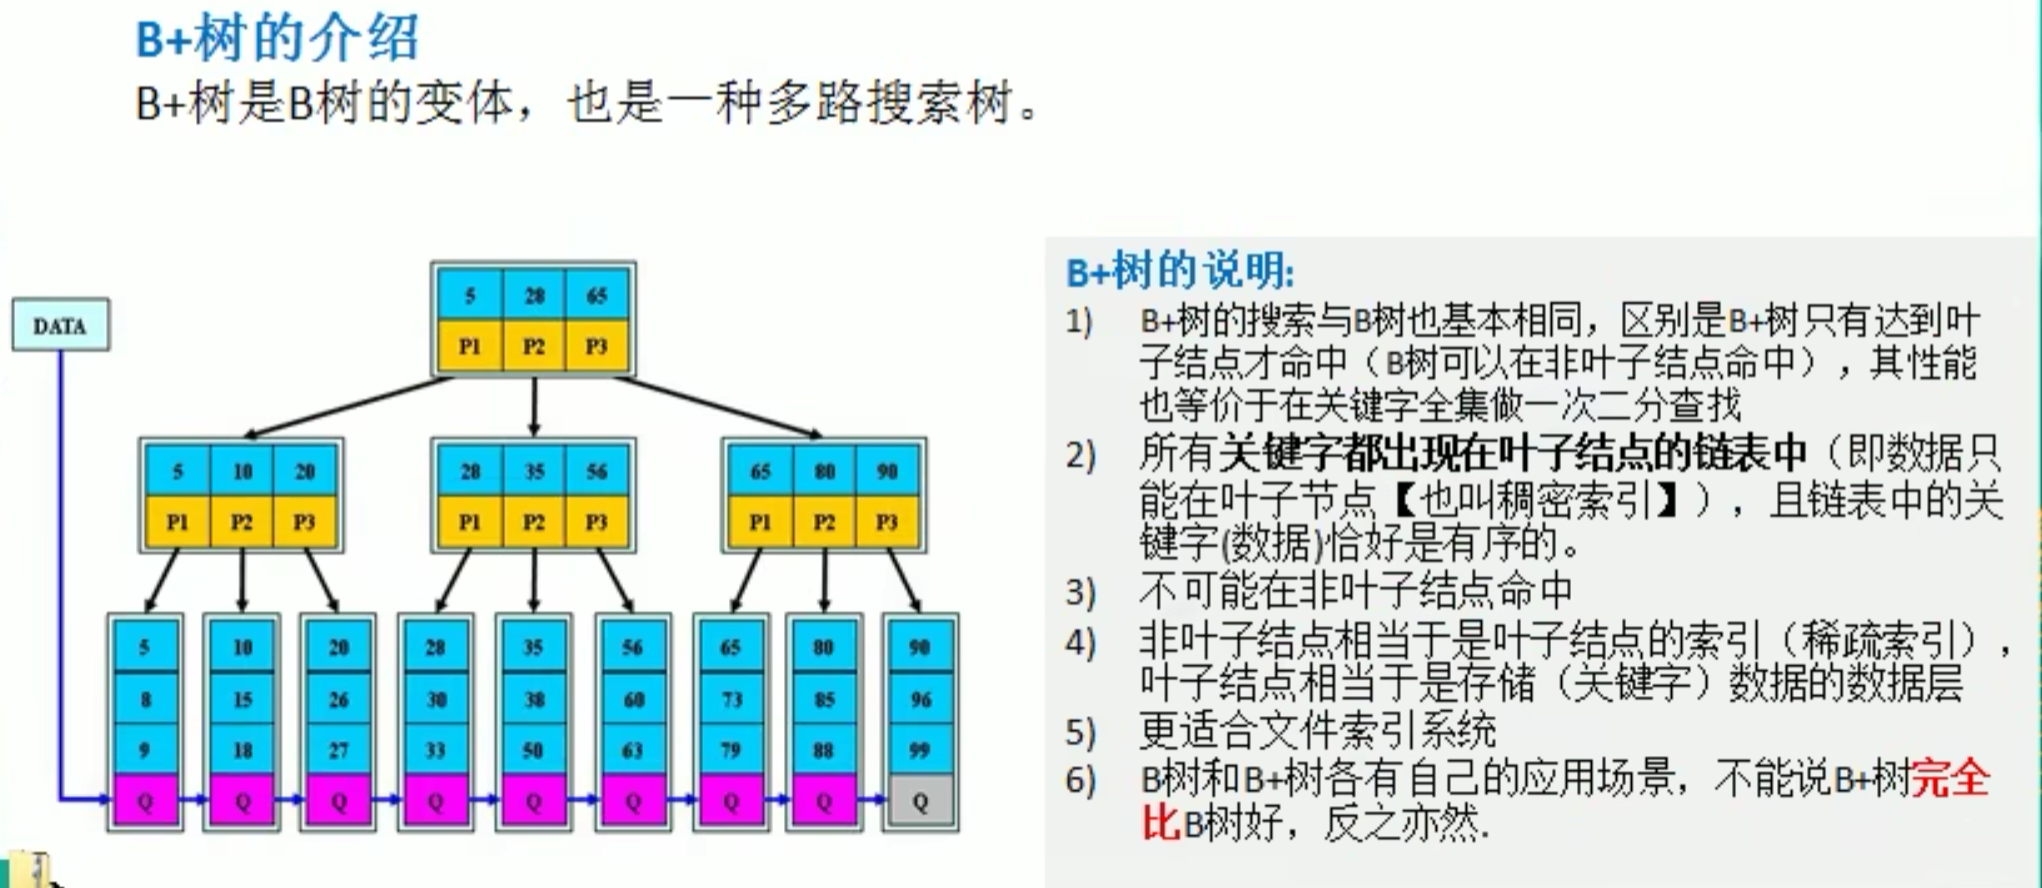 B+树的介绍
B+树是B树的变体，也是一种多路搜索树。
DATA
5 28 65
P1 P2 P3
5 10 20
P1 P2 P3
28 35 56
P1 P2 P3
65 80 90
P1 P2 P3
5 10 20 28 35 56 65 80 90
8 15 26 30 38 60 73 85 96
9 18 27 33 50 63 79 88 99
Q Q Q Q Q Q Q Q Q
B+树的说明:
1) B+树的搜索与B树也基本相同，区别是B+树只有达到叶
子结点才命中（B树可以在非叶子结点命中），其性能
也等价于在关键字全集做一次二分查找
2) 所有关键字都出现在叶子结点的链表中（即数据只
能在叶子节点【也叫稠密索引】），且链表中的关
键字(数据)恰好是有序的。
3) 不可能在非叶子结点命中
4) 非叶子结点相当于是叶子结点的索引（稀疏索引），
叶子结点相当于是存储（关键字）数据的数据层
5) 更适合文件索引系统
6) B树和B+树各有自己的应用场景，不能说B+树完全
比B树好，反之亦然.